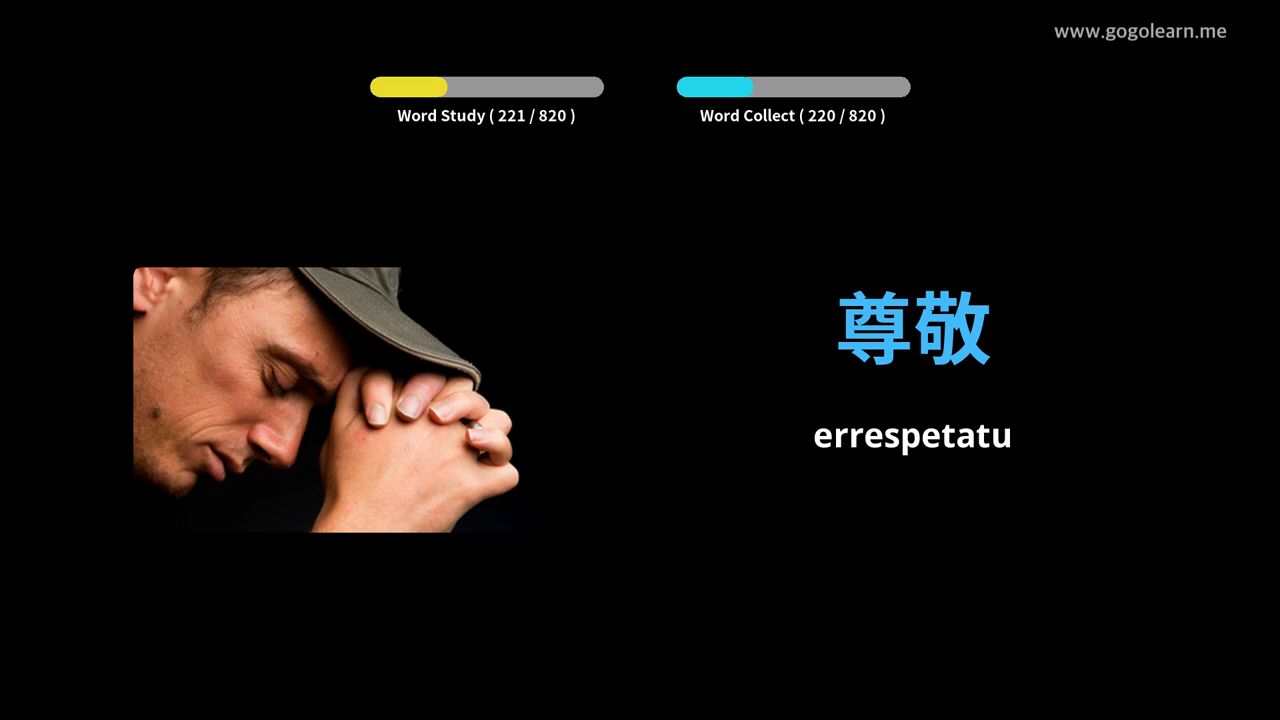 www.gogolearn.me
Word Study ( 221 / 820 )
Word Collect ( 220 / 820 )
尊敬
errespetatu